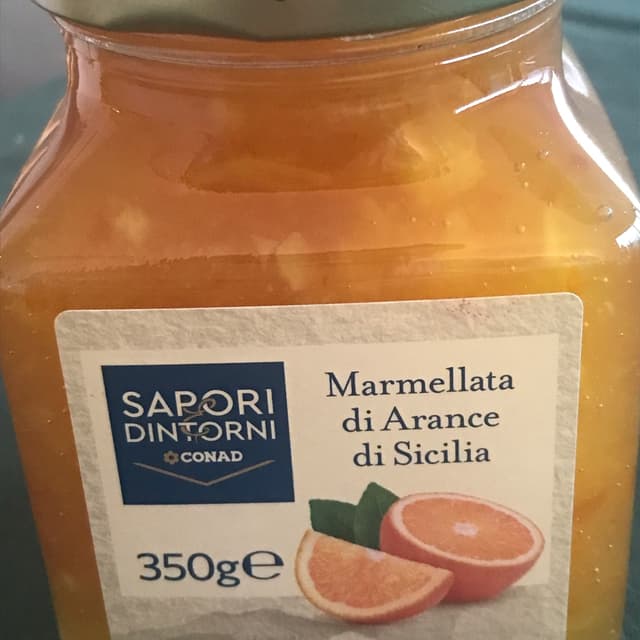 SAPORI
& DINTORNI
CONAD
Marmellata
di Arance
di Sicilia
350g℮